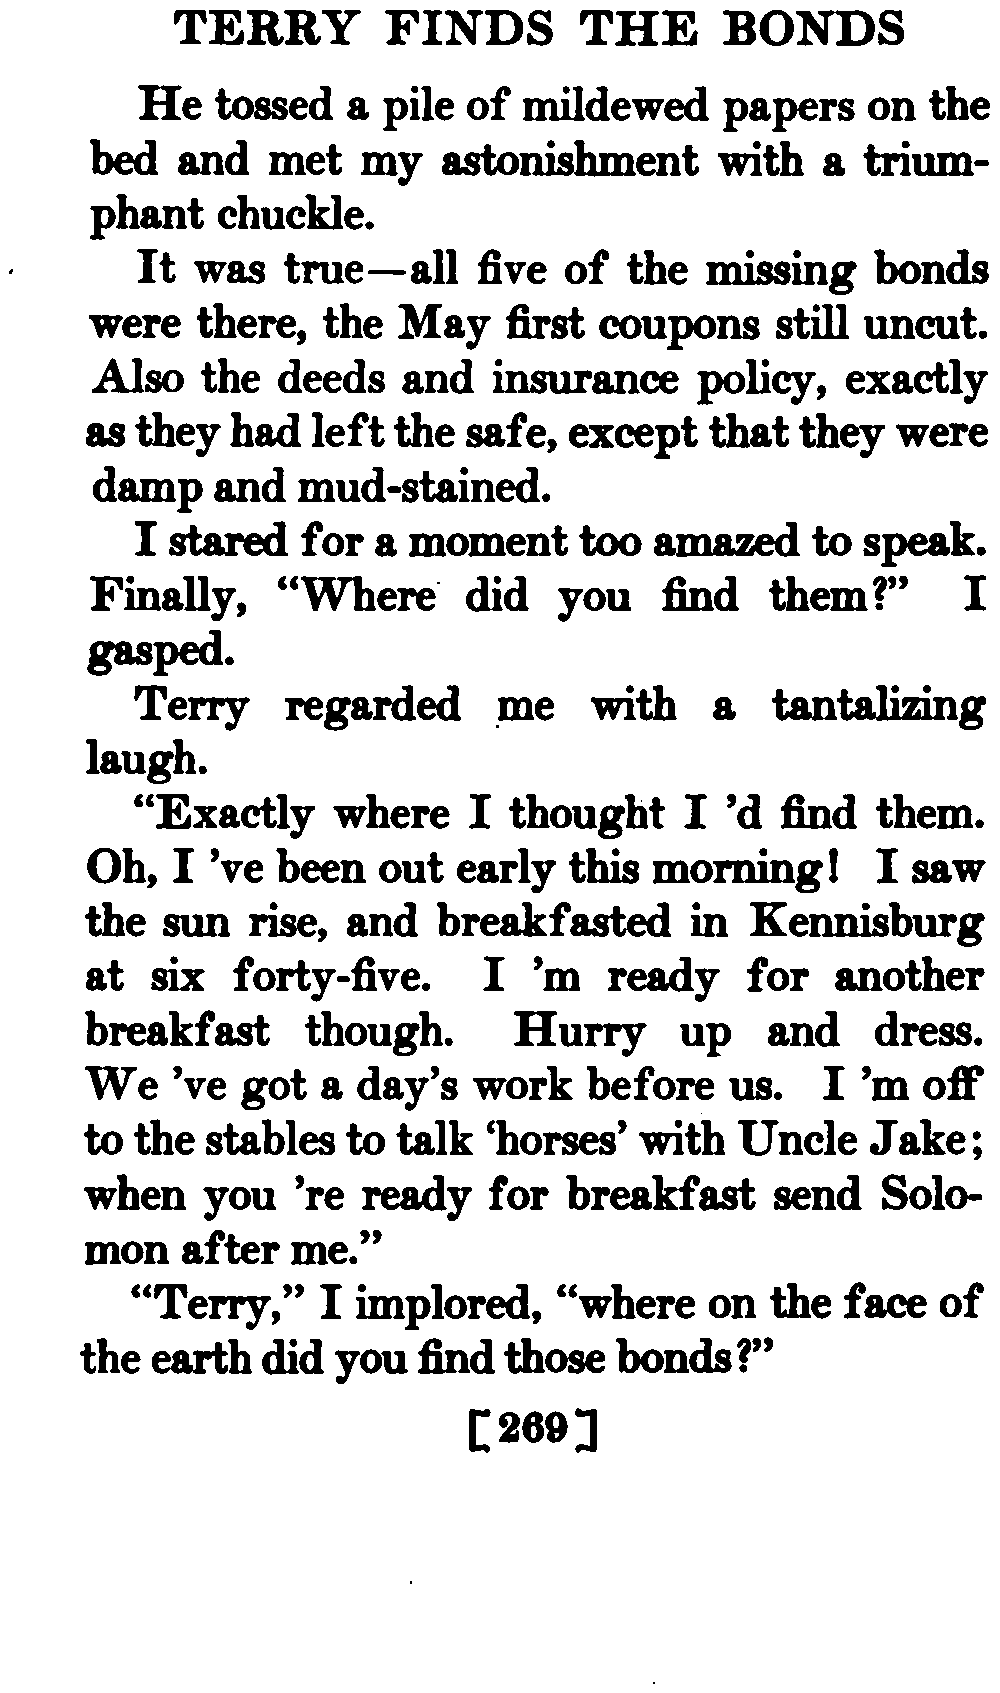 TERRY FINDS THE BONDS
He tossed a pile of mildewed papers on the
bed and met my astonishment with a trium-
phant chuckle.
It was true—all five of the missing bonds
were there, the May first coupons still uncut.
Also the deeds and insurance policy, exactly
as they had left the safe, except that they were
damp and mud-stained.
I stared for a moment too amazed to speak.
Finally, “Where did you find them?” I
gasped.
Terry regarded me with a tantalizing
laugh.
“Exactly where I thought I ’d find them.
Oh, I ’ve been out early this morning! I saw
the sun rise, and breakfasted in Kennisburg
at six forty-five. I ’m ready for another
breakfast though. Hurry up and dress.
We ’ve got a day’s work before us. I ’m off
to the stables to talk ‘horses’ with Uncle Jake;
when you ’re ready for breakfast send Solo-
mon after me.”
“Terry,” I implored, “where on the face of
the earth did you find those bonds?”
[269]